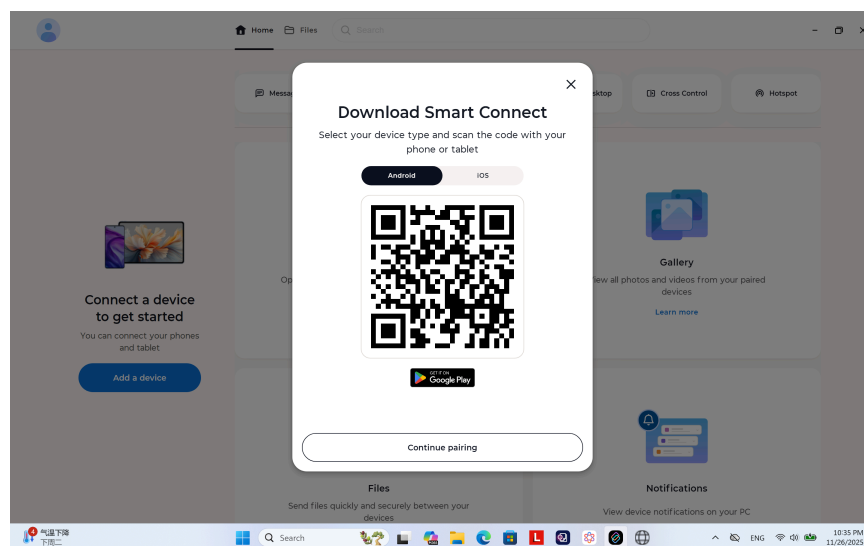 Home
Files
Search
Messa
sktop
Cross Control
Hotspot
Download Smart Connect
Select your device type and scan the code with your
phone or tablet
Android
iOS
GET IT ON
Google Play
Continue pairing
Connect a device
to get started
You can connect your phones
and tablet
Add a device
Op
Gallery
iew all photos and videos from your paired
devices
Learn more
Files
Send files quickly and securely between your
devices
Notifications
View device notifications on your PC
4
气温下降
下周二
Search
L
ENG
10:35 PM
11/26/2025